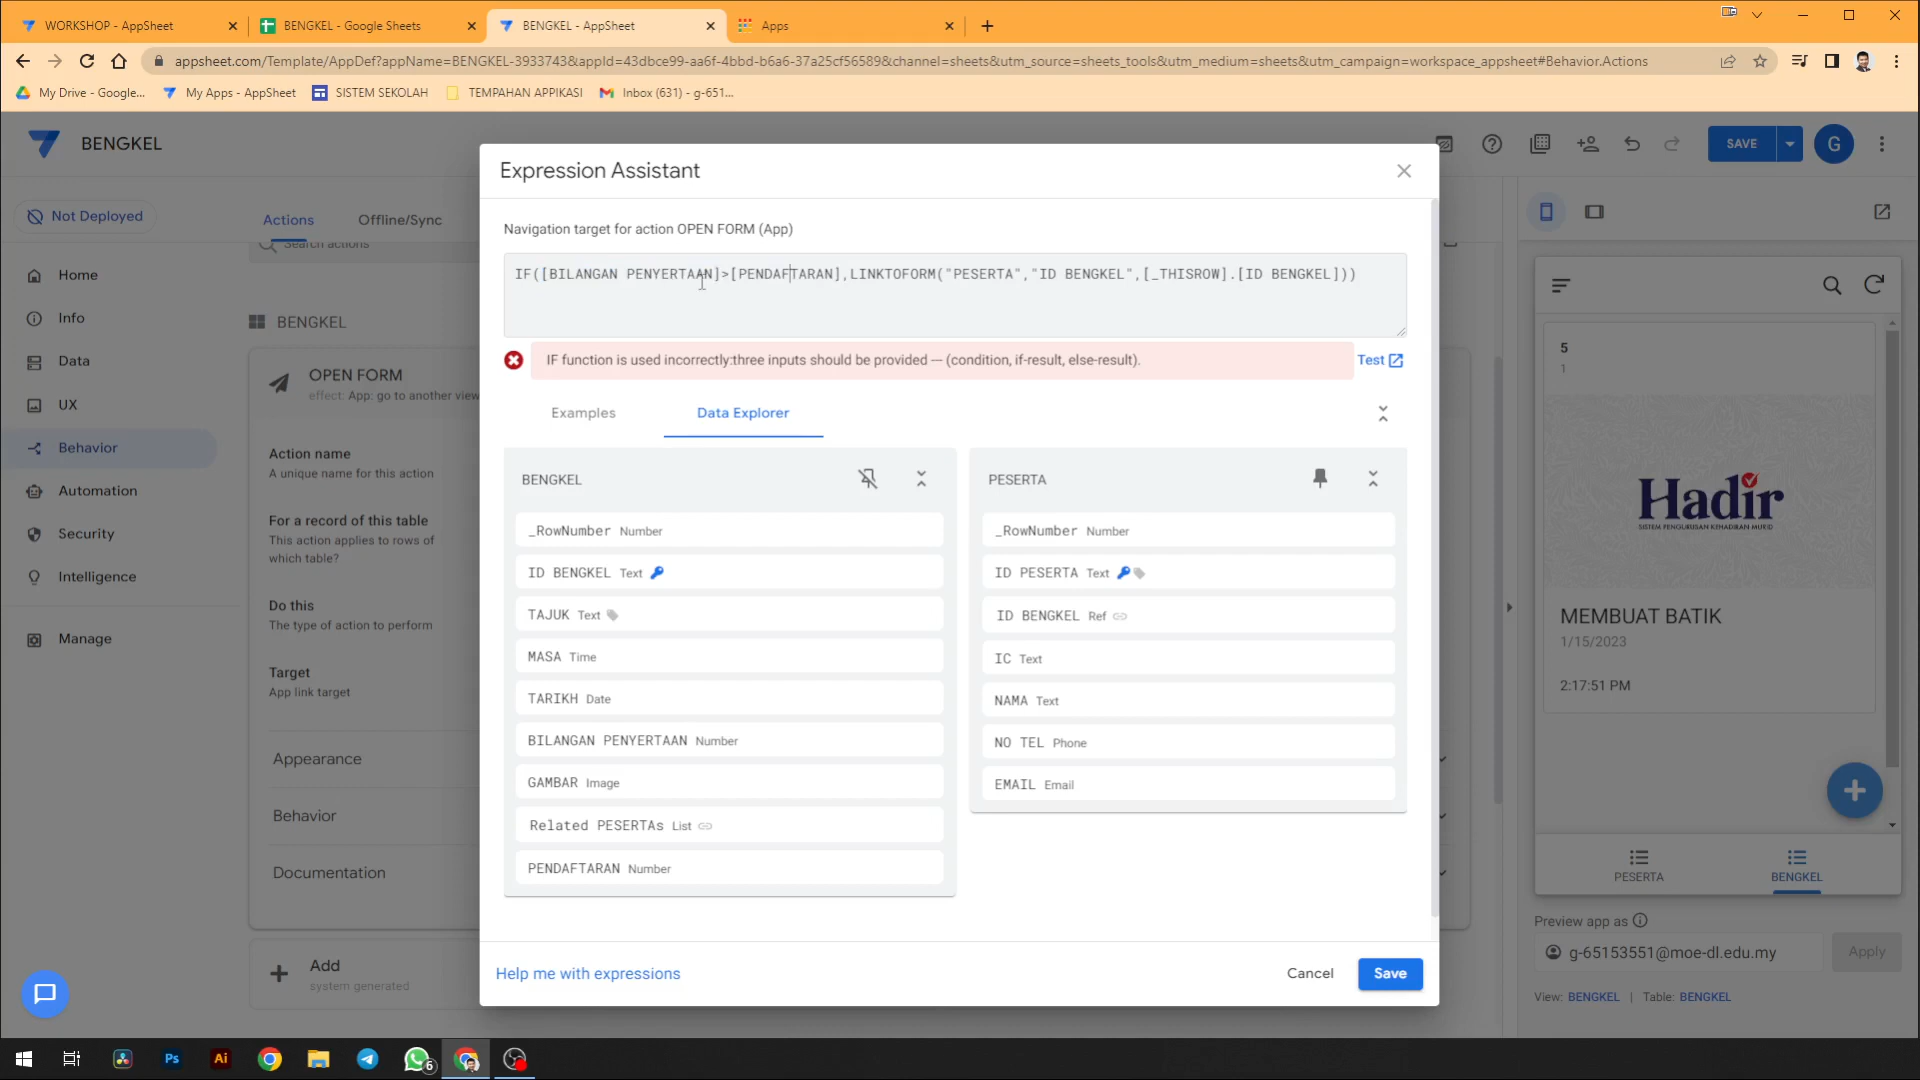 WORKSHOP - AppSheet
BENGKEL - Google Sheets
BENGKEL - AppSheet
Apps
appsheet.com/Template/AppDef?appName=BENGKEL-3933743&appId=43dbce99-aa6f-4bbd-b6a6-37a25cf56589&channel=sheets&utm_source=sheets_tools&utm_medium=sheets&utm_campaign=workspace_appsheet#Behavior.Actions
My Drive - Google...
My Apps - AppSheet
SISTEM SEKOLAH
TEMPAHAN APPIKASI
Inbox (631) - g-651...
BENGKEL
SAVE
G
Not Deployed
Home
Info
Data
UX
Behavior
Automation
Security
Intelligence
Manage
Actions
Offline/Sync
Search actions
BENGKEL
OPEN FORM
effect: App: go to another view
Action name
A unique name for this action
For a record of this table
This action applies to rows of
which table?
Do this
The type of action to perform
Target
App link target
Appearance
Behavior
Documentation
Add
system generated
Expression Assistant
Navigation target for action OPEN FORM (App)
IF([BILANGAN PENYERTAAN]>[PENDAFTARAN],LINKTOFORM("PESERTA","ID BENGKEL",[_THISROW].[ID BENGKEL]))
IF function is used incorrectly:three inputs should be provided — (condition, if-result, else-result).
Test
Examples
Data Explorer
BENGKEL
_RowNumber Number
ID BENGKEL Text
TAJUK Text
MASA Time
TARIKH Date
BILANGAN PENYERTAAN Number
GAMBAR Image
Related PESERTAs List
PENDAFTARAN Number
PESERTA
_RowNumber Number
ID PESERTA Text
ID BENGKEL Ref
IC Text
NAMA Text
NO TEL Phone
EMAIL Email
Help me with expressions
Cancel
Save
5
1
Hadir
SISTEM PENGURUSAN KEHADIRAN MURID
MEMBUAT BATIK
1/15/2023
2:17:51 PM
PESERTA
BENGKEL
Preview app as
g-65153551@moe-dl.edu.my
Apply
View: BENGKEL | Table: BENGKEL
Ps
Ai
6